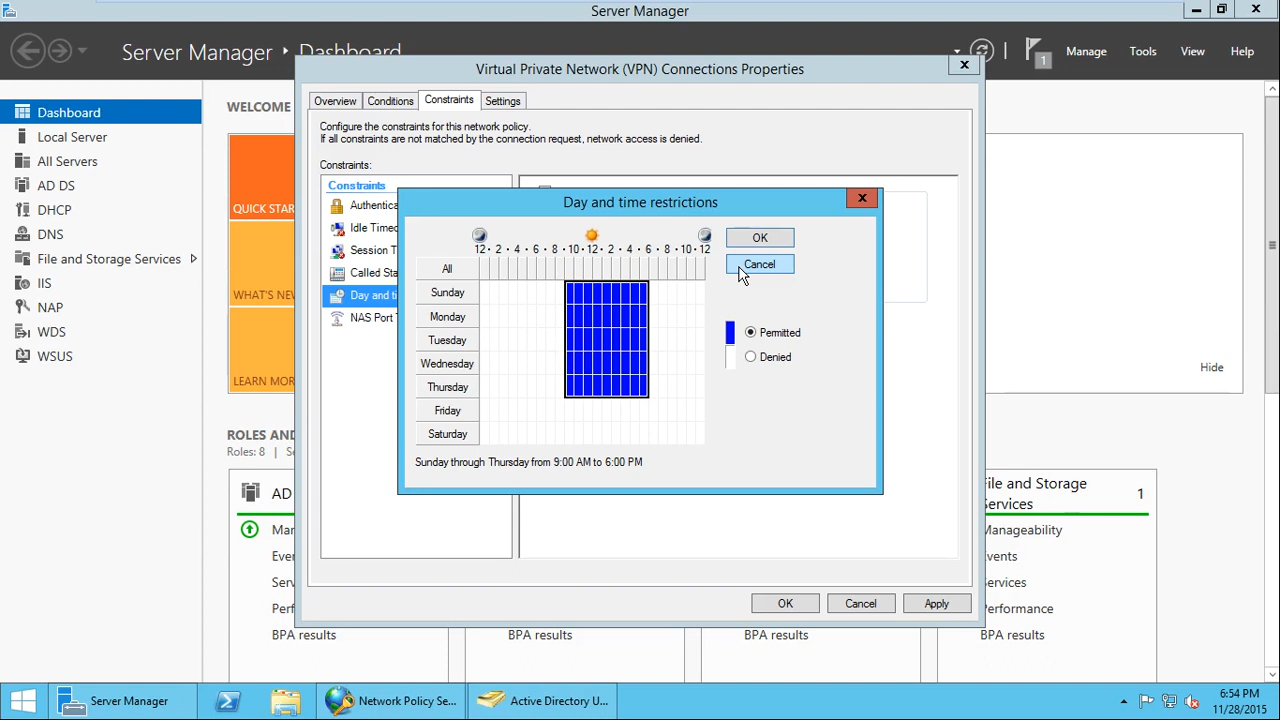 Server Manager
Server Manager • Dashboard
1
Manage
Tools
View
Help
Virtual Private Network (VPN) Connections Properties
Overview
Conditions
Constraints
Settings
Configure the constraints for this network policy.
If all constraints are not matched by the connection request, network access is denied.
Constraints:
Constraints
Authentica
Idle Timeo
Session T
Called Sta
Day and ti
NAS Port T
Dashboard
Local Server
All Servers
AD DS
DHCP
DNS
File and Storage Services
IIS
NAP
WDS
WSUS
WELCOME
QUICK STAR
WHAT'S NEW
LEARN MOR
Hide
Day and time restrictions
12 • 2 • 4 • 6 • 8 • 10 • 12 • 2 • 4 • 6 • 8 • 10 • 12
All
Sunday
Monday
Tuesday
Wednesday
Thursday
Friday
Saturday
OK
Cancel
Permitted
Denied
Sunday through Thursday from 9:00 AM to 6:00 PM
OK
Cancel
Apply
ROLES AND
Roles: 8
AD
File and Storage
Services
1
Manageability
Events
Services
Performance
BPA results
BPA results
BPA results
BPA results
Server Manager
Network Policy Se...
Active Directory U...
6:54 PM
11/28/2015